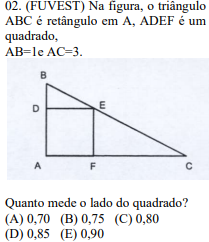 02. (FUVEST) Na figura, o triângulo
ABC é retângulo em A, ADEF é um
quadrado,
AB=1e AC=3.
B
D
E
A
F
C
Quanto mede o lado do quadrado?
(A) 0,70 (B) 0,75 (C) 0,80
(D) 0,85 (E) 0,90